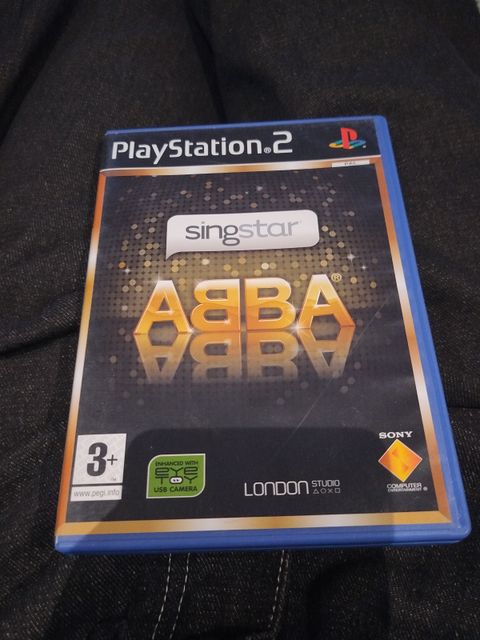 PlayStation®2
PAL
singstar
ABBA®
3+
www.pegi.info
ENHANCED WITH
EYE
TOY
USB CAMERA
LONDON STUDIO
SONY
COMPUTER
ENTERTAINMENT